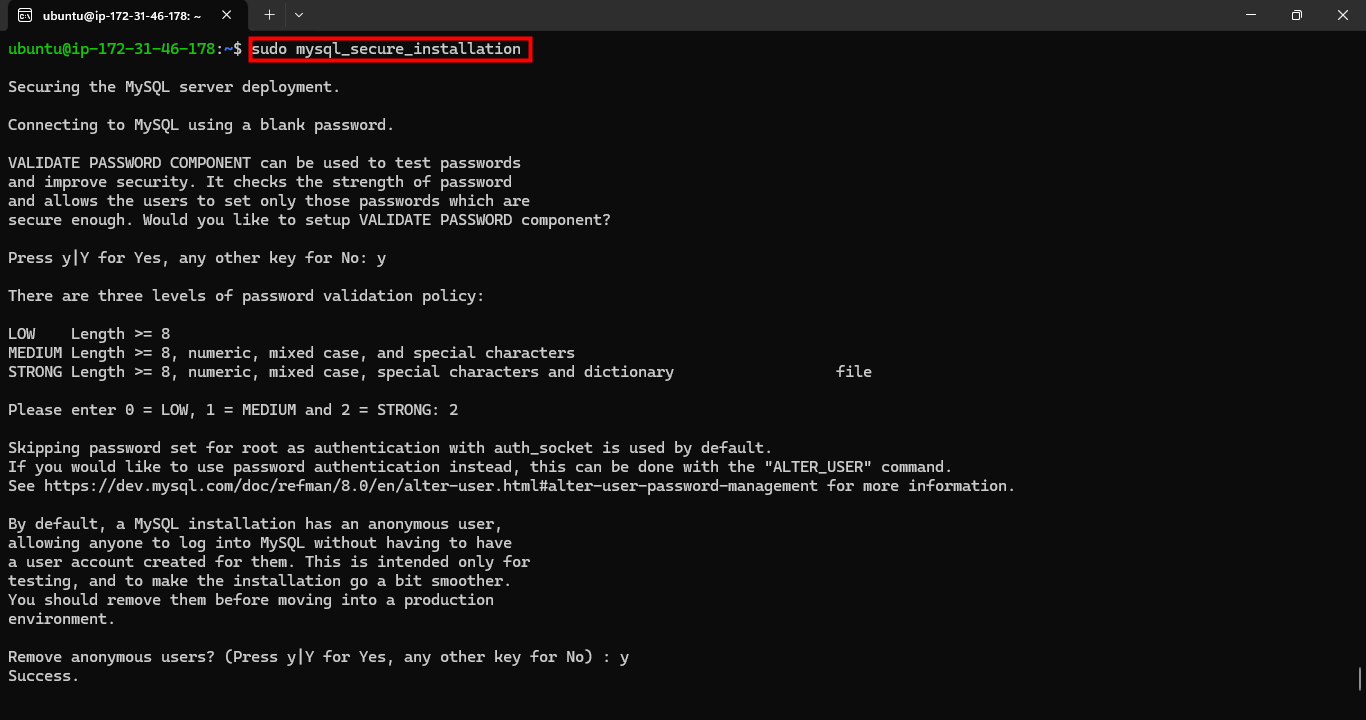 ubuntu@ip-172-31-46-178: ~
ubuntu@ip-172-31-46-178:~$ sudo mysql_secure_installation
Securing the MySQL server deployment.
Connecting to MySQL using a blank password.
VALIDATE PASSWORD COMPONENT can be used to test passwords
and improve security. It checks the strength of password
and allows the users to set only those passwords which are
secure enough. Would you like to setup VALIDATE PASSWORD component?
Press y|Y for Yes, any other key for No: y
There are three levels of password validation policy:
LOW    Length >= 8
MEDIUM Length >= 8, numeric, mixed case, and special characters
STRONG Length >= 8, numeric, mixed case, special characters and dictionary                  file
Please enter 0 = LOW, 1 = MEDIUM and 2 = STRONG: 2
Skipping password set for root as authentication with auth_socket is used by default.
If you would like to use password authentication instead, this can be done with the "ALTER_USER" command.
See https://dev.mysql.com/doc/refman/8.0/en/alter-user.html#alter-user-password-management for more information.
By default, a MySQL installation has an anonymous user,
allowing anyone to log into MySQL without having to have
a user account created for them. This is intended only for
testing, and to make the installation go a bit smoother.
You should remove them before moving into a production
environment.
Remove anonymous users? (Press y|Y for Yes, any other key for No) : y
Success.